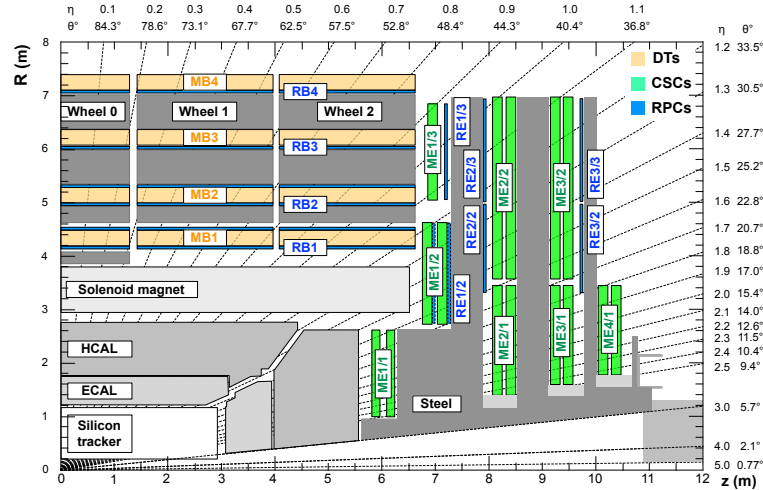 η 0.1 0.2 0.3 0.4 0.5 0.6 0.7 0.8 0.9 1.0 1.1 η θ°
θ° 84.3° 78.6° 73.1° 67.7° 62.5° 57.5° 52.8° 48.4° 44.3° 40.4° 36.8°
R (m)
8
7
6
5
4
3
2
1
0
MB4
RB4
Wheel 0
Wheel 1
Wheel 2
MB3
RB3
MB2
RB2
MB1
RB1
Solenoid magnet
HCAL
ECAL
Silicon
tracker
Steel
ME1/3
RE1/3
RE2/3
ME2/2
ME3/2
RE3/3
ME1/2
RE1/2
RE2/2
RE3/2
ME1/1
ME2/1
ME3/1
ME4/1
DTs
CSCs
RPCs
1.2 33.5°
1.3 30.5°
1.4 27.7°
1.5 25.2°
1.6 22.8°
1.7 20.7°
1.8 18.8°
1.9 17.0°
2.0 15.4°
2.1 14.0°
2.2 12.6°
2.3 11.5°
2.4 10.4°
2.5 9.4°
3.0 5.7°
4.0 2.1°
5.0 0.77°
0 1 2 3 4 5 6 7 8 9 10 11 12 z (m)